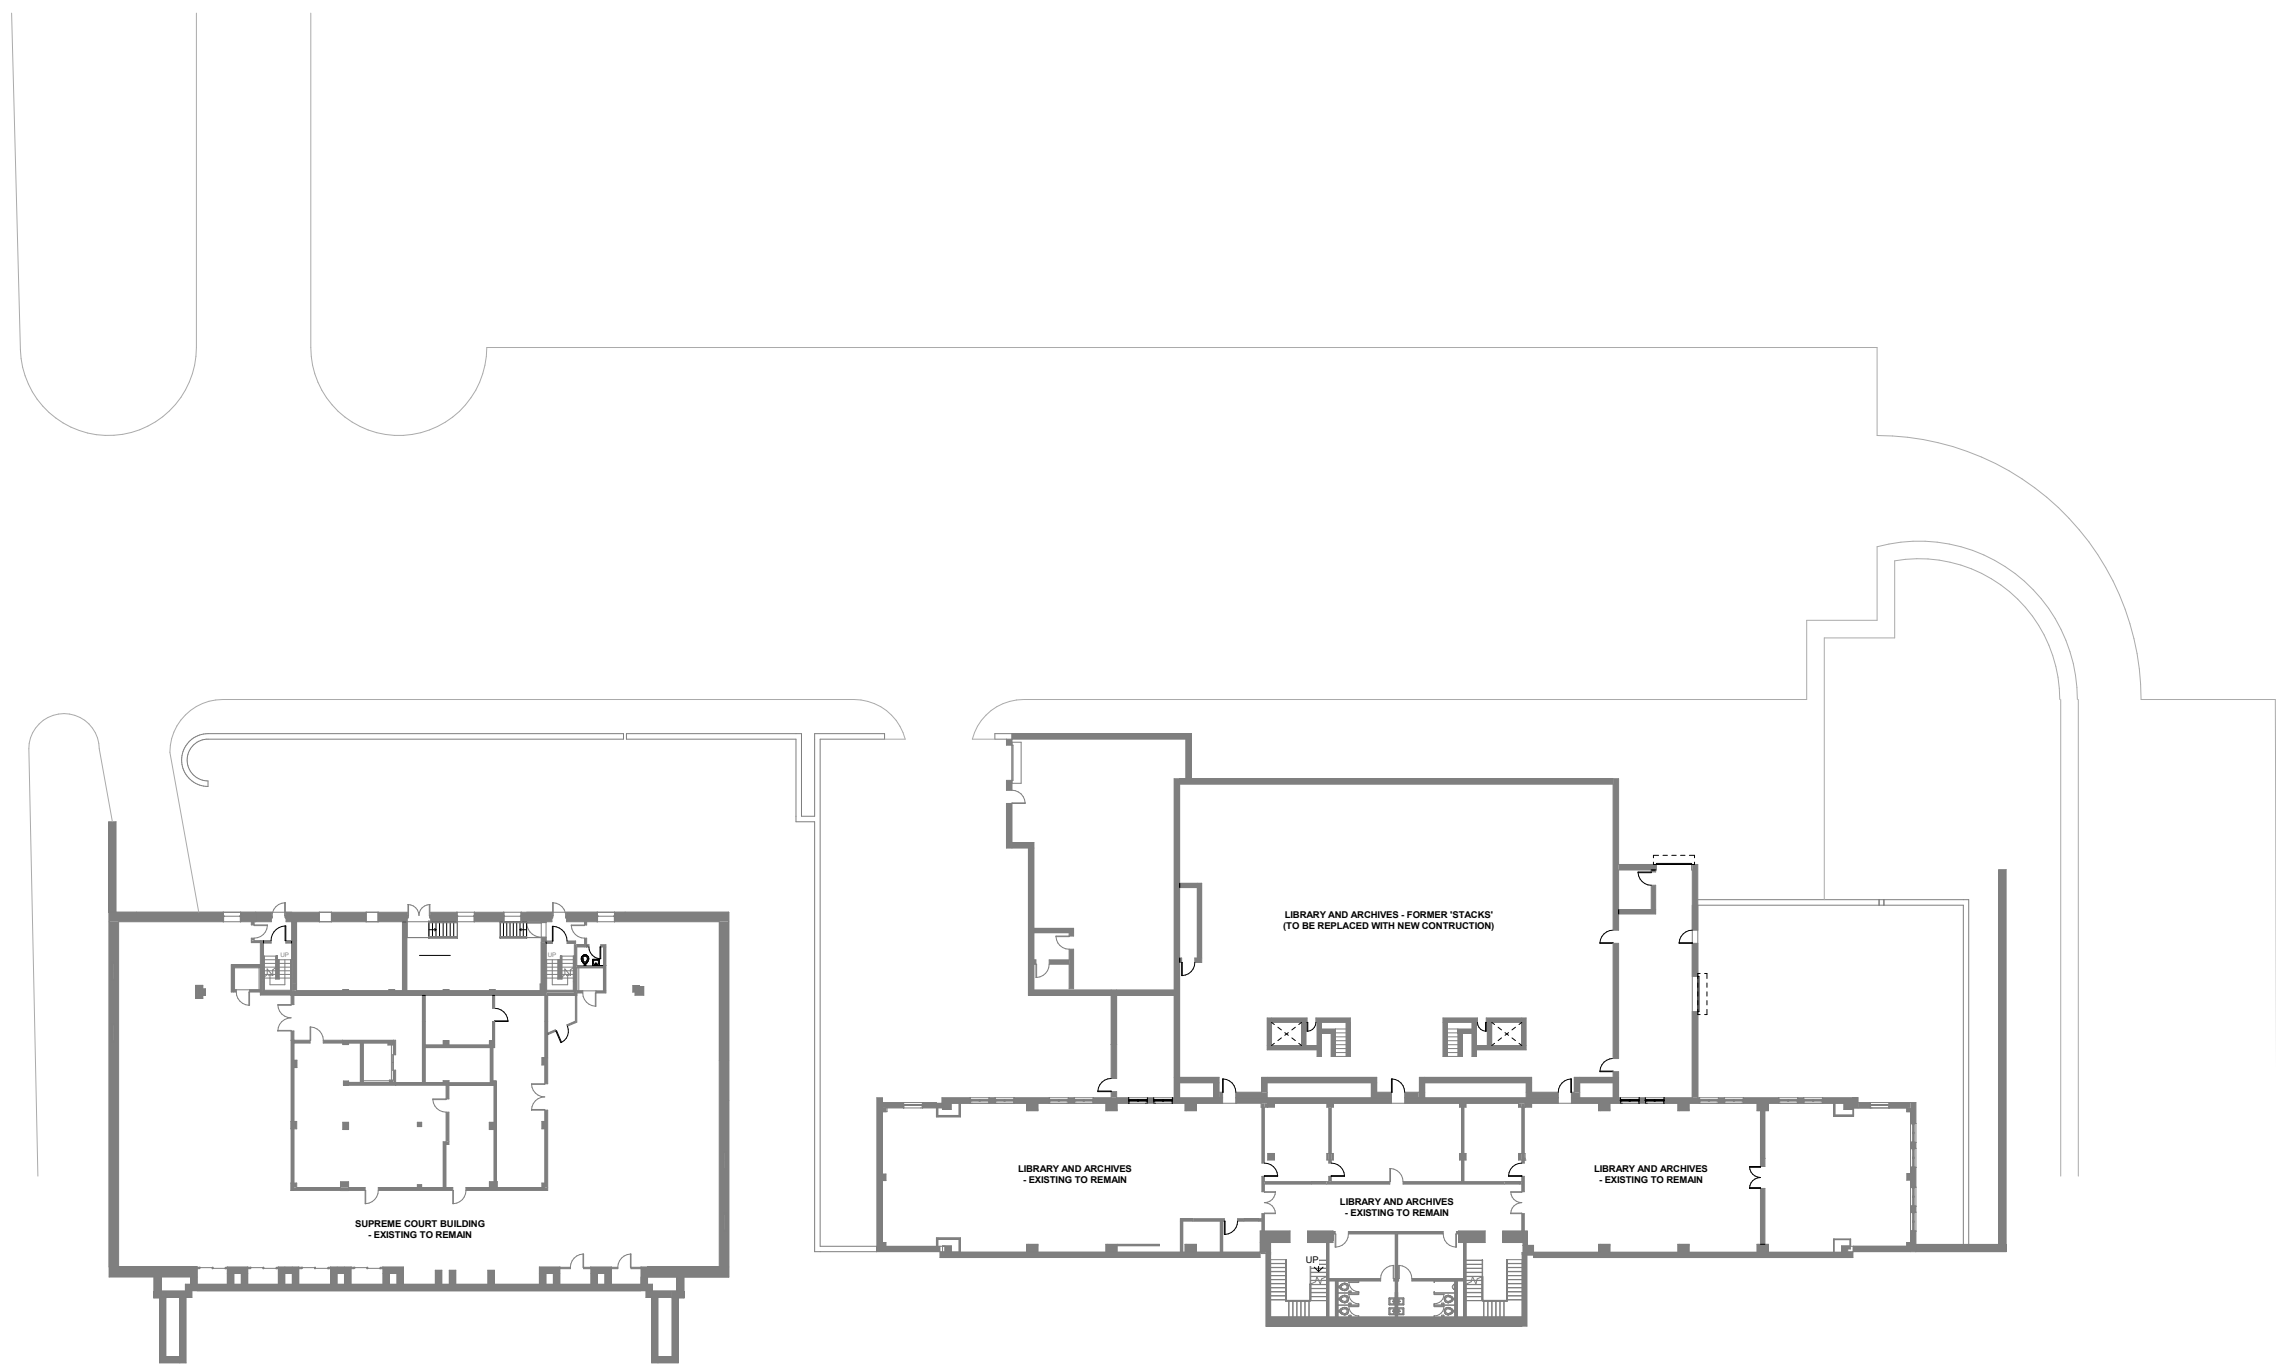 LIBRARY AND ARCHIVES - FORMER 'STACKS'
(TO BE REPLACED WITH NEW CONTRUCTION)
UP
UP
LIBRARY AND ARCHIVES
- EXISTING TO REMAIN
LIBRARY AND ARCHIVES
- EXISTING TO REMAIN
LIBRARY AND ARCHIVES
- EXISTING TO REMAIN
SUPREME COURT BUILDING
- EXISTING TO REMAIN
UP